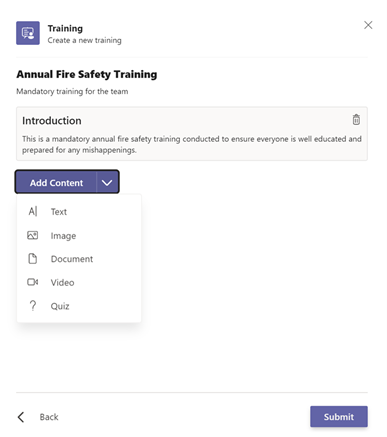 Training
Create a new training
Annual Fire Safety Training
Mandatory training for the team
Introduction
This is a mandatory annual fire safety training conducted to ensure everyone is well educated and
prepared for any mishappenings.
Add Content
Text
Image
Document
Video
Quiz
Back
Submit